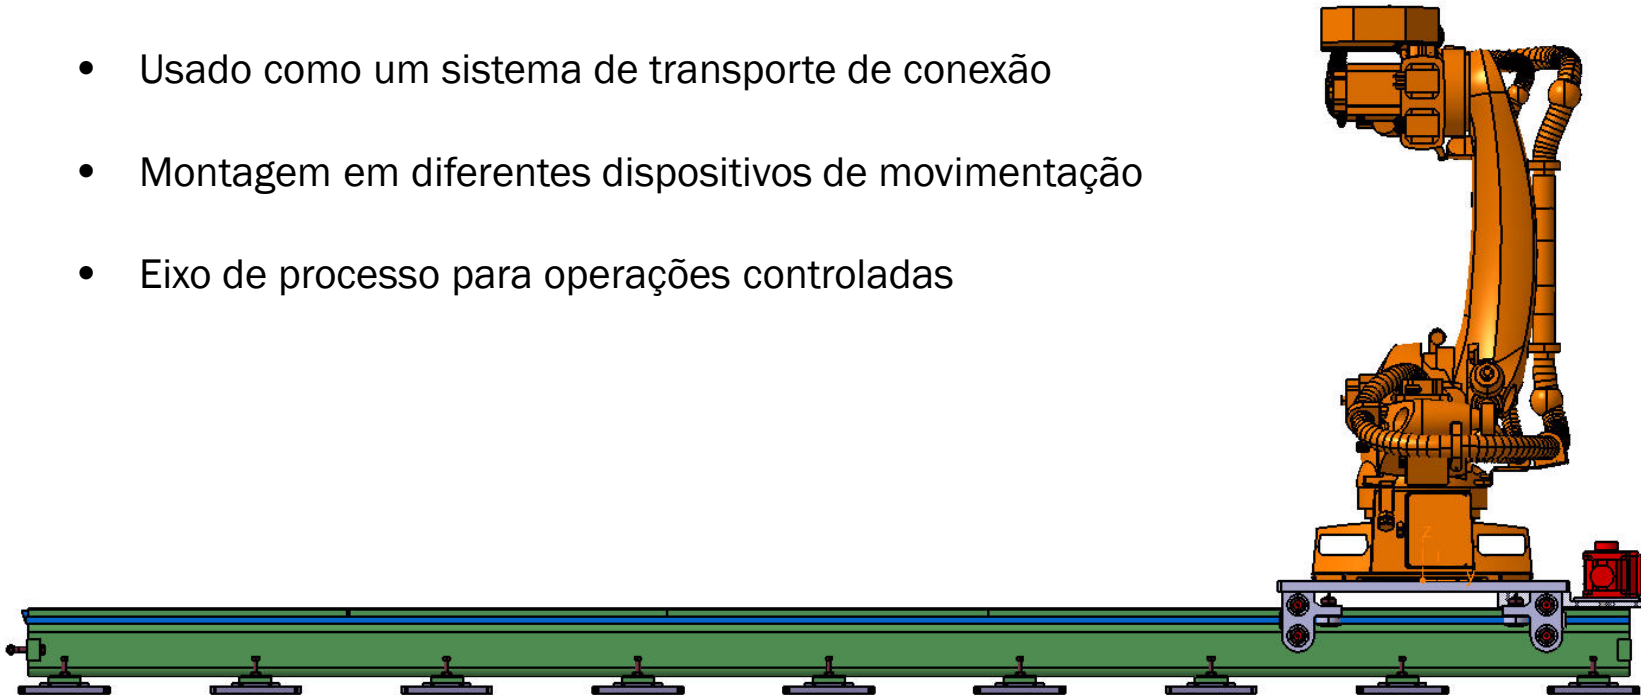 • Usado como um sistema de transporte de conexão
• Montagem em diferentes dispositivos de movimentação
• Eixo de processo para operações controladas
z
y